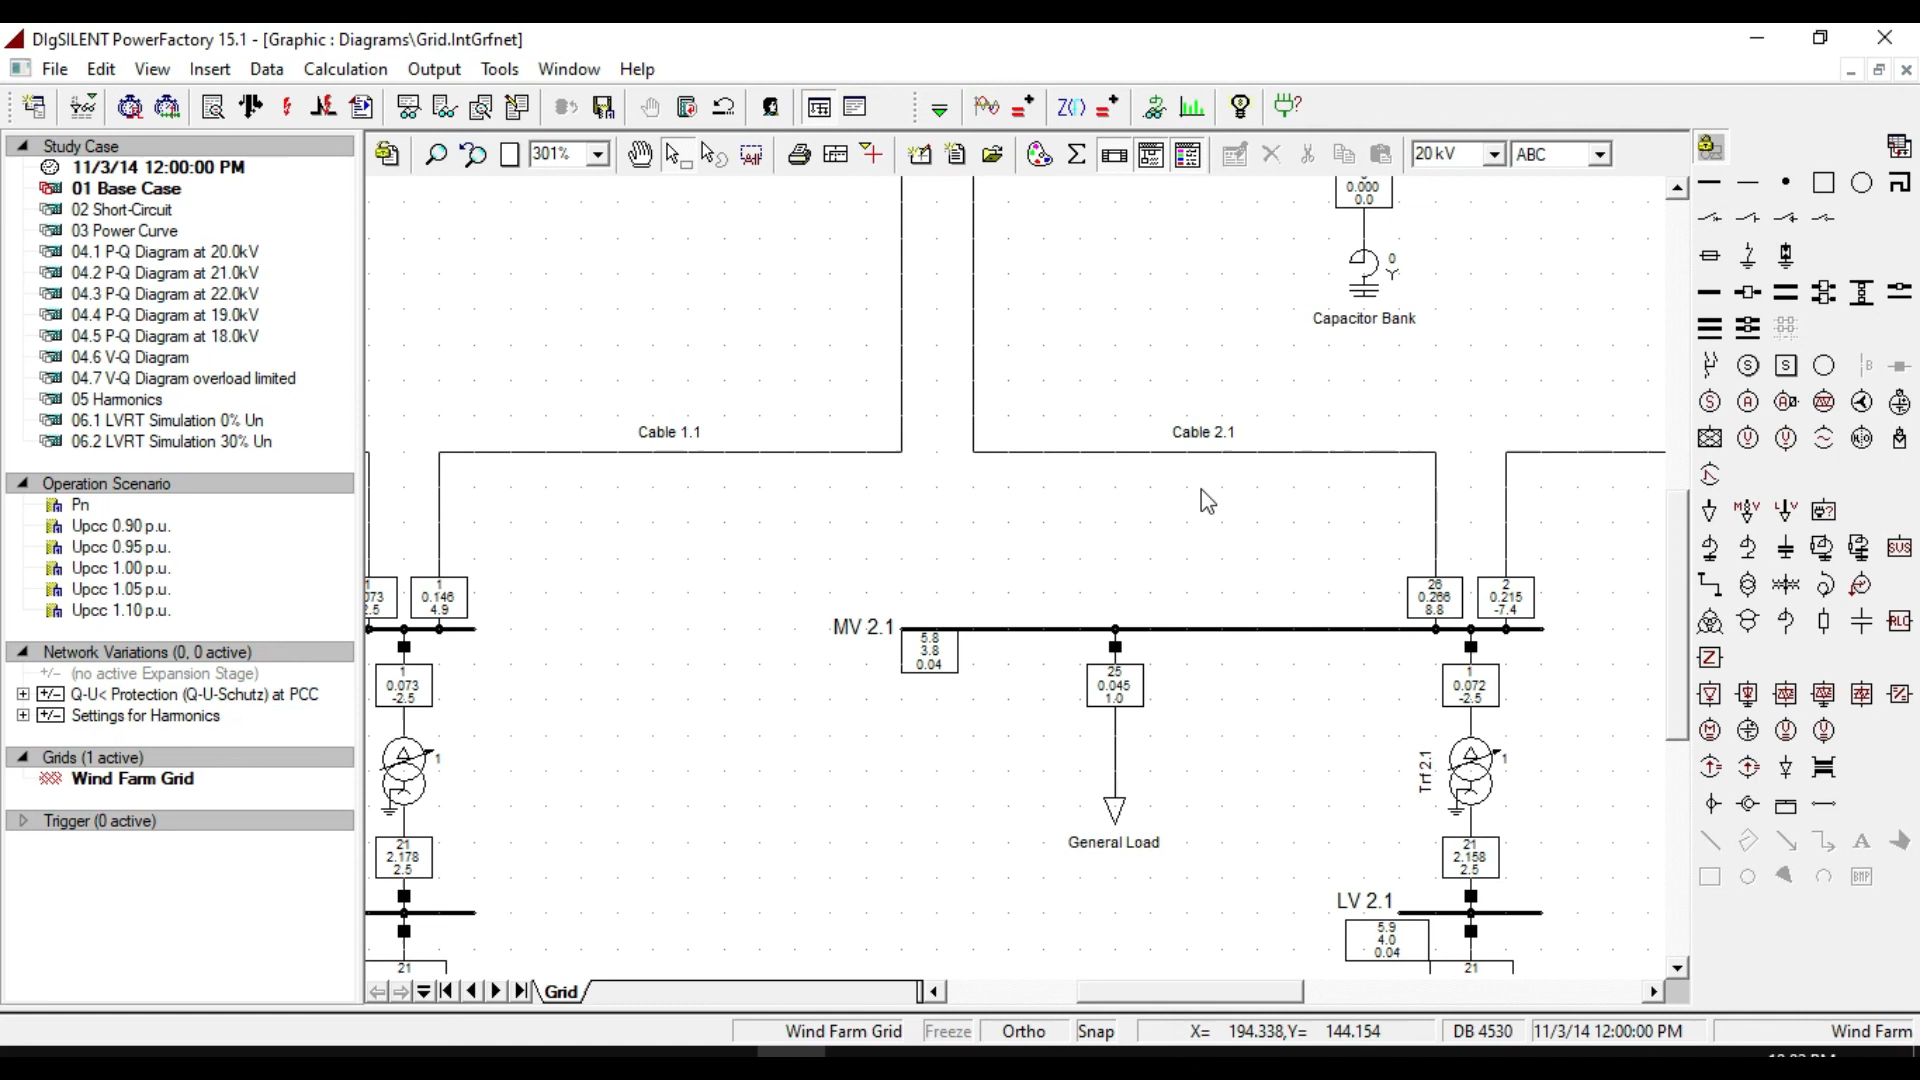 DIgSILENT PowerFactory 15.1 - [Graphic : Diagrams\Grid.IntGrfnet]
File Edit View Insert Data Calculation Output Tools Window Help
301%
20 kV
ABC
Study Case
11/3/14 12:00:00 PM
01 Base Case
02 Short-Circuit
03 Power Curve
04.1 P-Q Diagram at 20.0kV
04.2 P-Q Diagram at 21.0kV
04.3 P-Q Diagram at 22.0kV
04.4 P-Q Diagram at 19.0kV
04.5 P-Q Diagram at 18.0kV
04.6 V-Q Diagram
04.7 V-Q Diagram overload limited
05 Harmonics
06.1 LVRT Simulation 0% Un
06.2 LVRT Simulation 30% Un
Operation Scenario
Pn
Upcc 0.90 p.u.
Upcc 0.95 p.u.
Upcc 1.00 p.u.
Upcc 1.05 p.u.
Upcc 1.10 p.u.
Network Variations (0, 0 active)
(no active Expansion Stage)
Q-U< Protection (Q-U-Schutz) at PCC
Settings for Harmonics
Grids (1 active)
Wind Farm Grid
Trigger (0 active)
0.000
0.0
0
Y
Capacitor Bank
Cable 1.1
Cable 2.1
1
0.146
4.9
26
0.266
8.8
2
0.215
-7.4
MV 2.1
5.8
3.8
0.04
1
0.073
-2.5
25
0.045
1.0
1
0.072
-2.5
1
Trf 2.1
1
General Load
21
2.178
2.5
21
2.158
2.5
LV 2.1
5.9
4.0
0.04
21
21
Grid
Wind Farm Grid Freeze Ortho Snap X= 194.338,Y= 144.154 DB 4530 11/3/14 12:00:00 PM Wind Farm